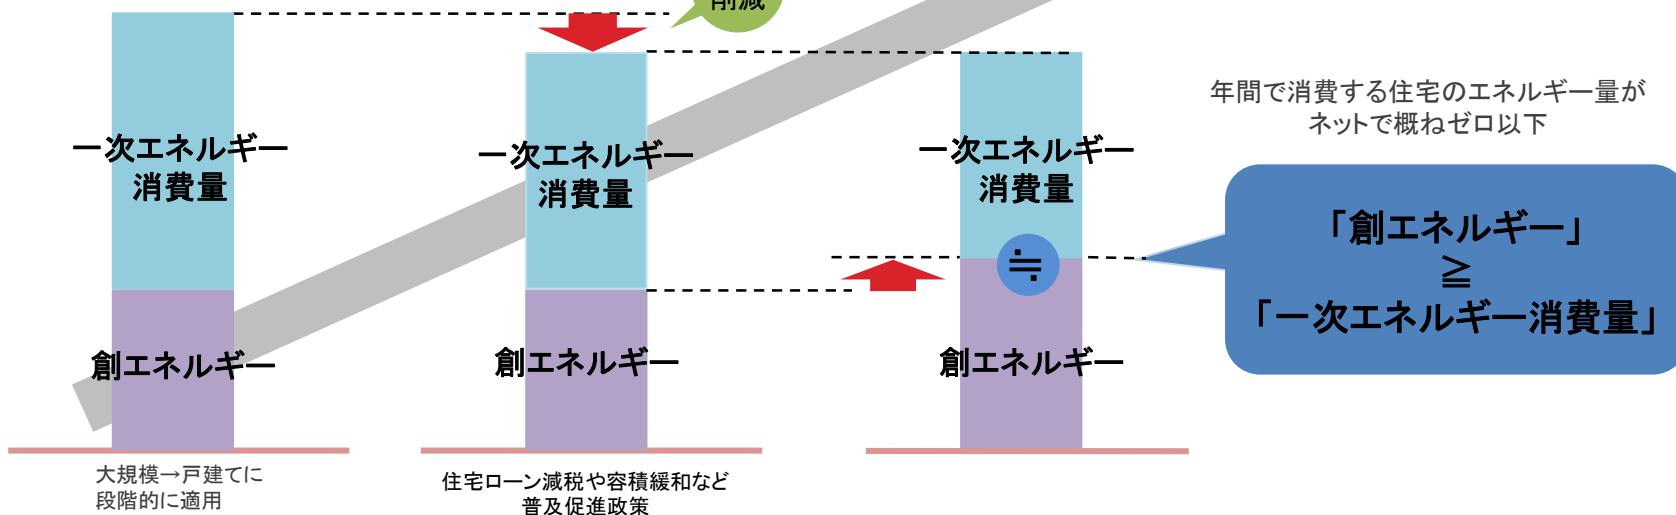 削減
一次エネルギー
消費量
創エネルギー
大規模→戸建てに
段階的に適用
一次エネルギー
消費量
創エネルギー
住宅ローン減税や容積緩和など
普及促進政策
一次エネルギー
消費量
≒
創エネルギー
年間で消費する住宅のエネルギー量が
ネットで概ねゼロ以下
「創エネルギー」
≧
「一次エネルギー消費量」